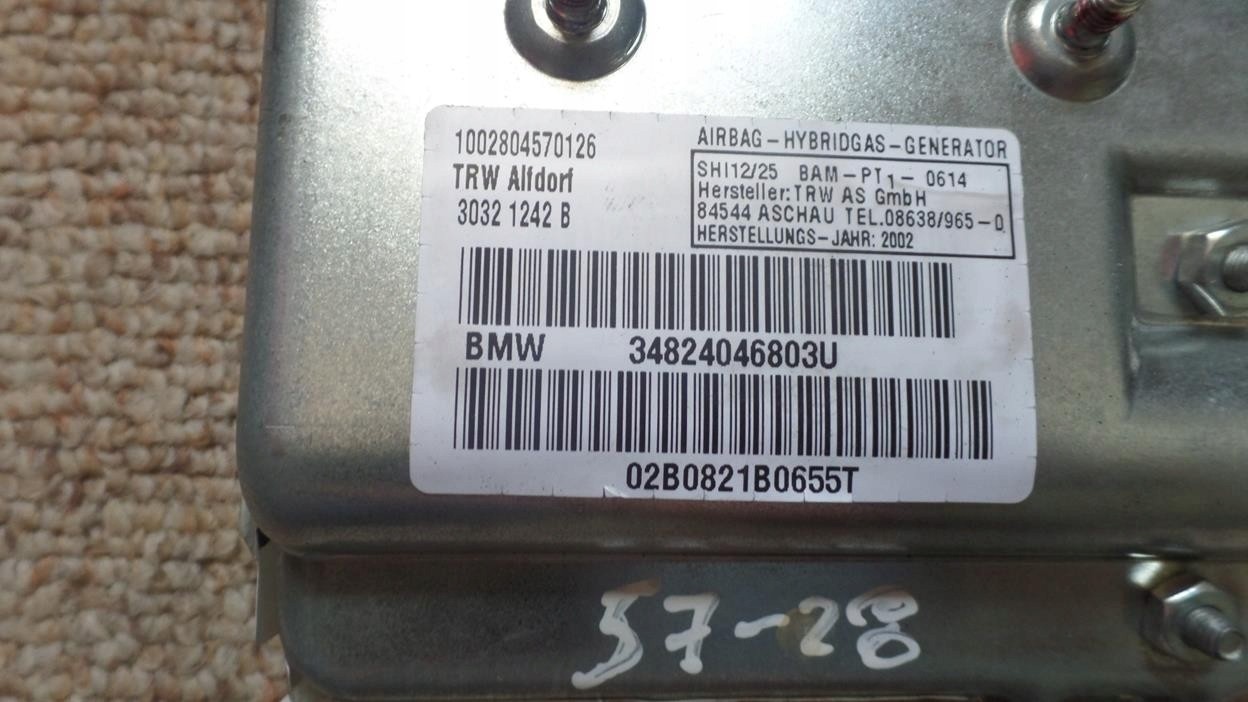 1002804570126
TRW Alfdorf
3032 1242 B
AIRBAG-HYBRIDGAS-GENERATOR
SHI12/25 BAM-PT1-0614
Hersteller: TRW AS GmbH
84544 ASCHAU TEL.08638/965-0
HERSTELLUNGS-JAHR: 2002
BMW 34824046803U
02B0821B0655T
57-28